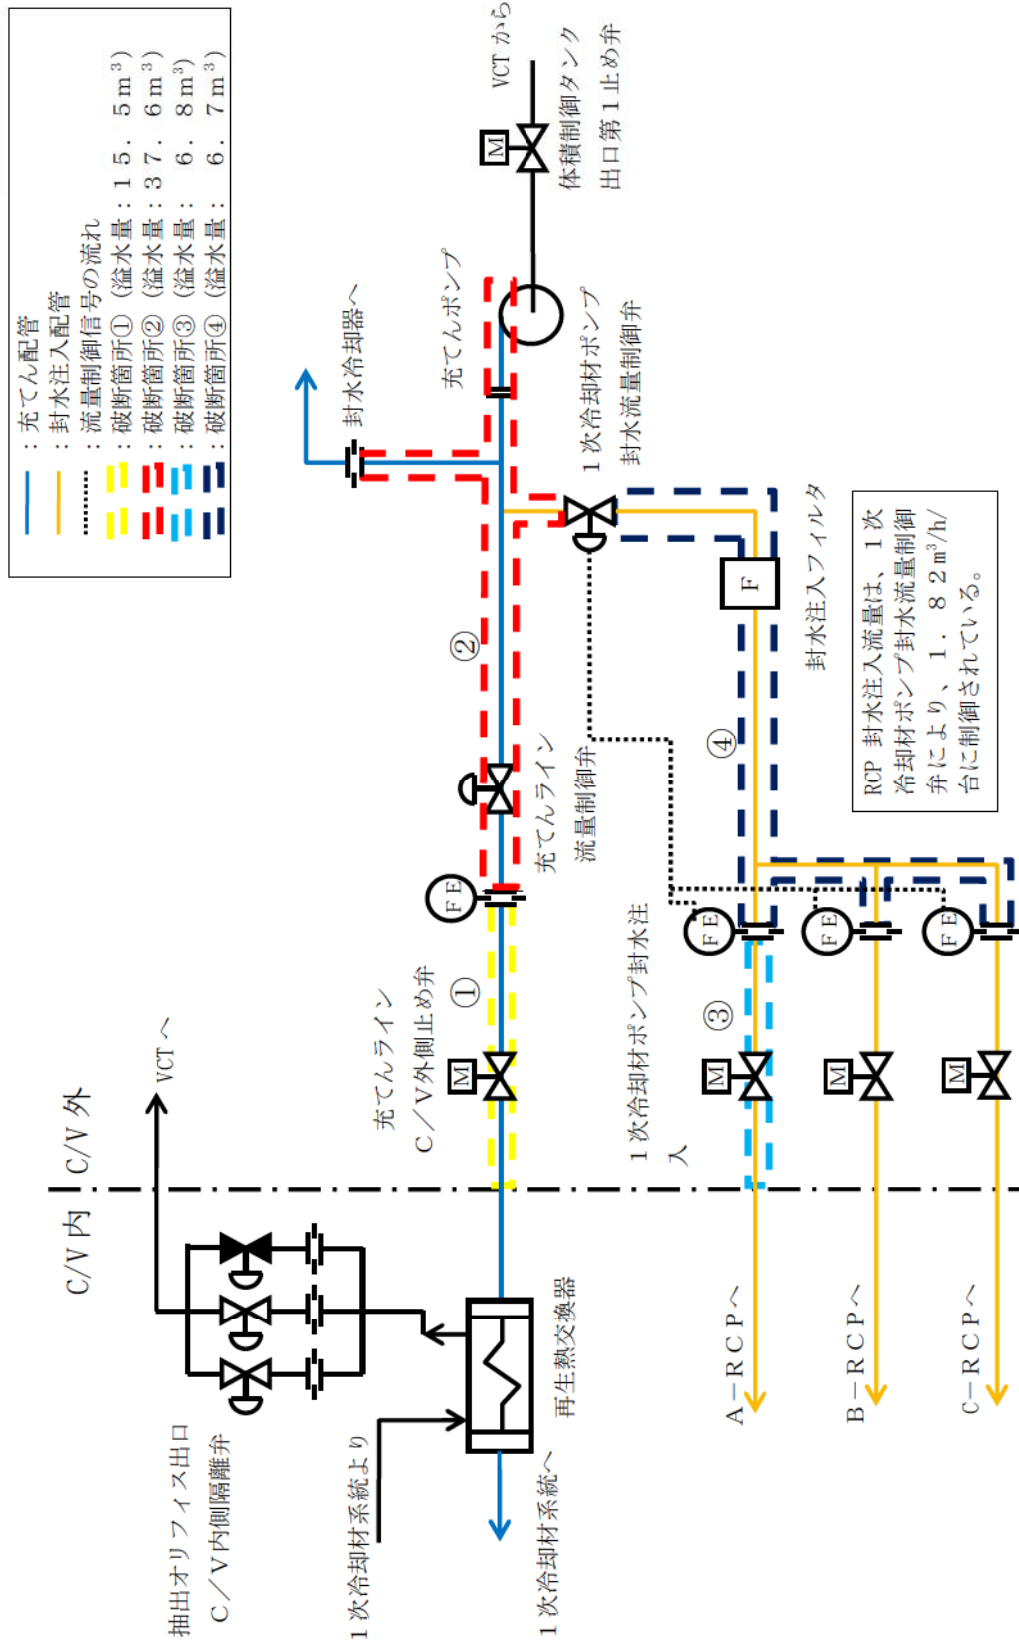 ：充てん配管
：封水注入配管
：流量制御信号の流れ
：破断箇所①（溢水量：１５．５ｍ³）
：破断箇所②（溢水量：３７．６ｍ³）
：破断箇所③（溢水量：６．８ｍ³）
：破断箇所④（溢水量：６．７ｍ³）
C/V内
C/V外
VCTへ
抽出オリフィス出口
Ｃ／Ｖ内側隔離弁
１次冷却材系統より
１次冷却材系統へ
再生熱交換器
充てんライン
Ｃ／Ｖ外側止め弁
M
①
ＦＥ
充てんライン
流量制御弁
②
封水冷却器へ
充てんポンプ
VCTから
M
体積制御タンク
出口第１止め弁
１次冷却材ポンプ
封水流量制御弁
F
封水注入フィルタ
④
１次冷却材ポンプ封水注
入
ＦＥ
ＦＥ
ＦＥ
③
M
M
M
Ａ－ＲＣＰへ
Ｂ－ＲＣＰへ
Ｃ－ＲＣＰへ
RCP 封水注入流量は、１次
冷却材ポンプ封水流量制御
弁により、１．８２ｍ³/h/
台に制御されている。